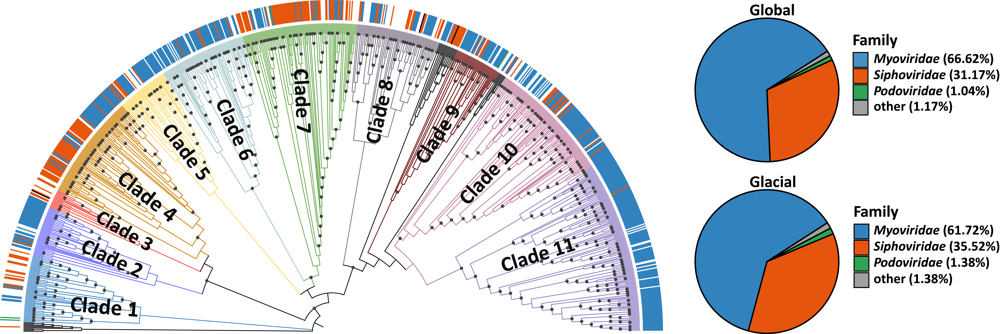 Clade 1
Clade 2
Clade 3
Clade 4
Clade 5
Clade 6
Clade 7
Clade 8
Clade 9
Clade 10
Clade 11
Global
Family
Myoviridae (66.62%)
Siphoviridae (31.17%)
Podoviridae (1.04%)
other (1.17%)
Glacial
Family
Myoviridae (61.72%)
Siphoviridae (35.52%)
Podoviridae (1.38%)
other (1.38%)